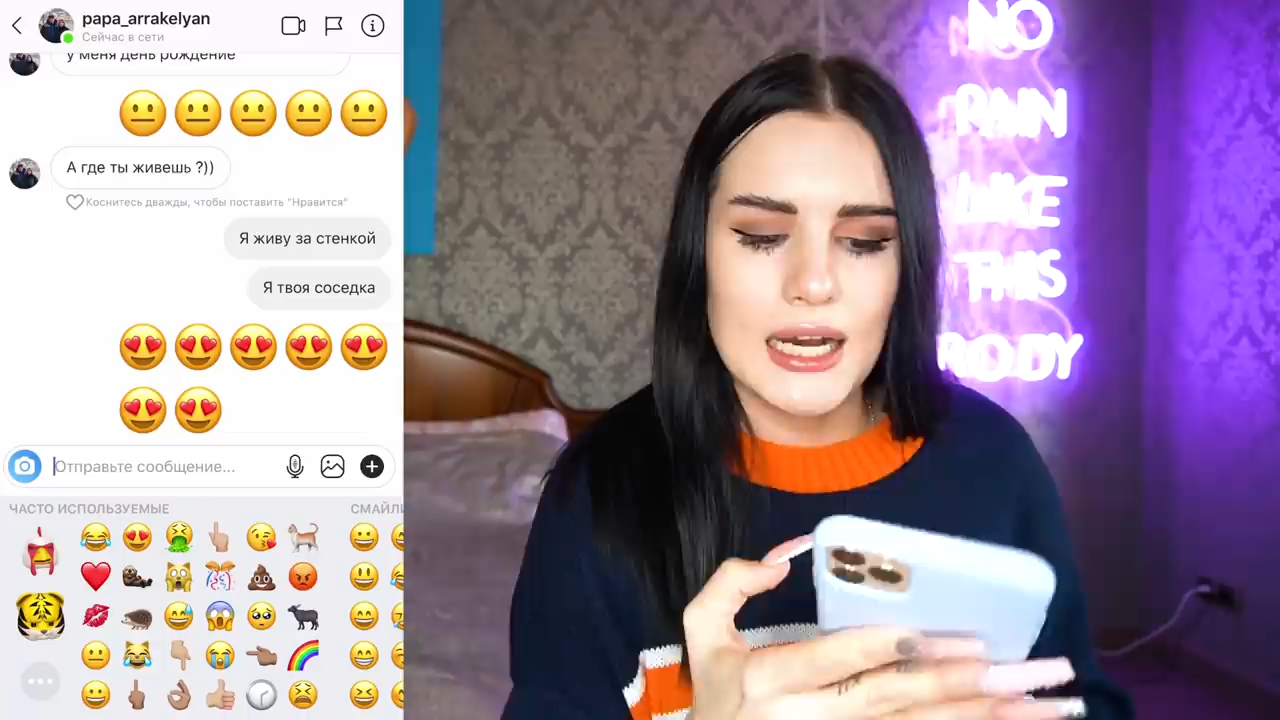 papa_arrakelyan
Сейчас в сети
у меня день рождение
А где ты живешь ?))
Коснитесь дважды, чтобы поставить "Нравится"
Я живу за стенкой
Я твоя соседка
Отправьте сообщение...
ЧАСТО ИСПОЛЬЗУЕМЫЕ
СМАЙЛИ
NO
PAIN
LIKE
THIS
BODY